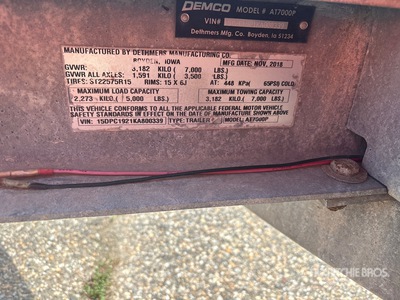 DEMCO MODEL # AT7000P
VIN#
Dethmers Mfg. Co. Boyden, Ia 51234
MANUFACTURED BY DETHMERS MANUFACTURING CO.
BOYDEN, IOWA MFG DATE: NOV, 2018
GVWR: 3,182 KILO ( 7,000 LBS.)
GVWR ALL AXLES: 1,591 KILO ( 3,500 LBS.)
TIRES: ST22575R15 RIMS: 15 X 6J AT: 448 KPA( 65PSI) COLD
MAXIMUM LOAD CAPACITY
2,273 KILO ( 5,000 LBS.)
MAXIMUM TOWING CAPACITY
3,182 KILO ( 7,000 LBS.)
THIS VEHICLE CONFORMS TO ALL THE APPLICABLE FEDERAL MOTOR VEHICLE
SAFETY STANDARDS IN EFFECT ON THE DATE OF MANUFACTURE SHOWN ABOVE
VIN: 15DPC1921KA800339 TYPE: TRAILER MODEL: AE7000P
RITCHIE BROS.